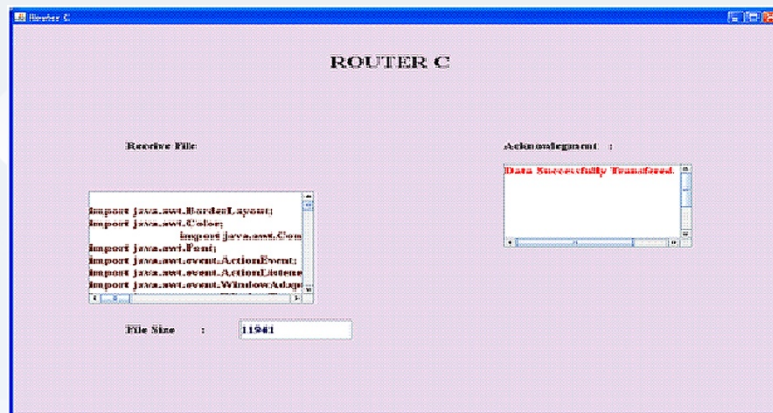 Router C
ROUTER C
Receive File
import java.awt.BorderLayout;
import java.awt.Color;
import java.awt.Con
import java.awt.Font;
import java.awt.event.ActionEvent;
import java.awt.event.ActionListene
import java.awt.event.WindowAdap
File Size :
11941
Acknowlegment :
Data Successfully Transfered.